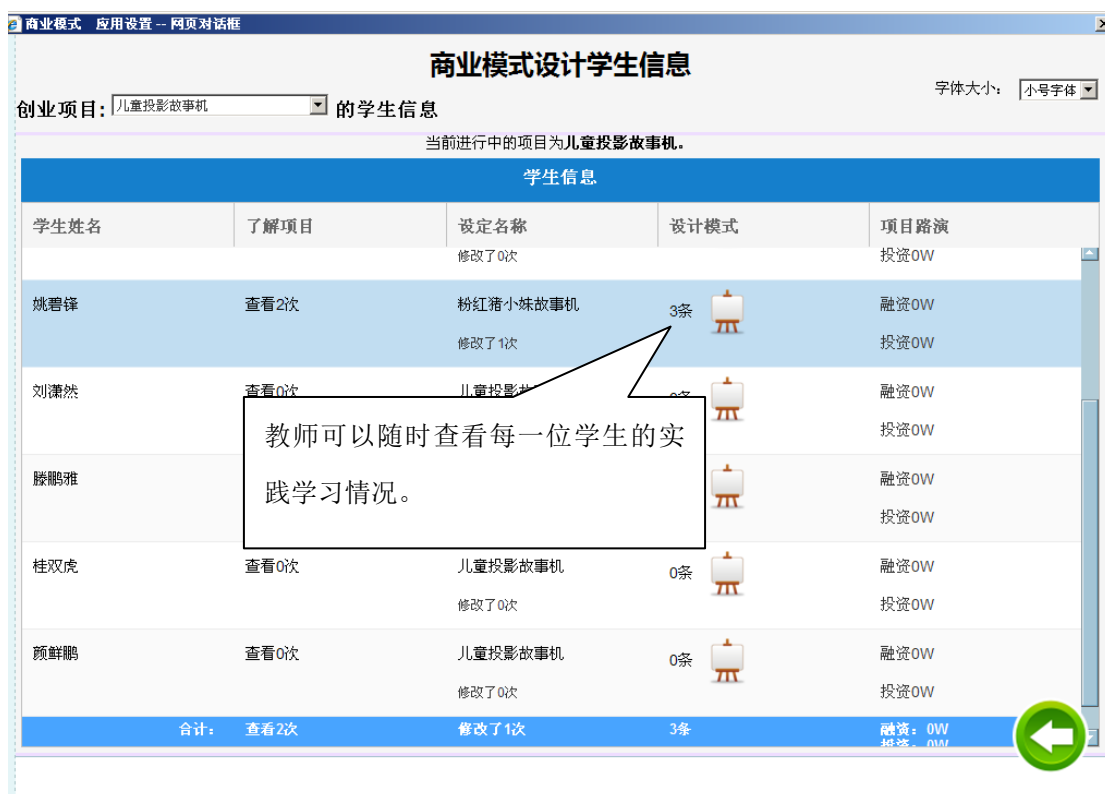 商业模式 应用设置 -- 网页对话框
商业模式设计学生信息
字体大小： 小号字体
创业项目: 儿童投影故事机 的学生信息
当前进行中的项目为儿童投影故事机。
学生信息
学生姓名 了解项目 设定名称 设计模式 项目路演
修改了0次 投资0W
姚碧锋 查看2次 粉红猪小妹故事机 3条 融资0W
修改了1次 投资0W
刘潇然 查看0次 儿童投影 融资0W
投资0W
教师可以随时查看每一位学生的实
践学习情况。
滕鹏雅 融资0W
投资0W
桂双虎 查看0次 儿童投影故事机 0条 融资0W
修改了0次 投资0W
颜鲜鹏 查看0次 儿童投影故事机 0条 融资0W
修改了0次 投资0W
合计： 查看2次 修改了1次 3条 融资：0W
投资：0W